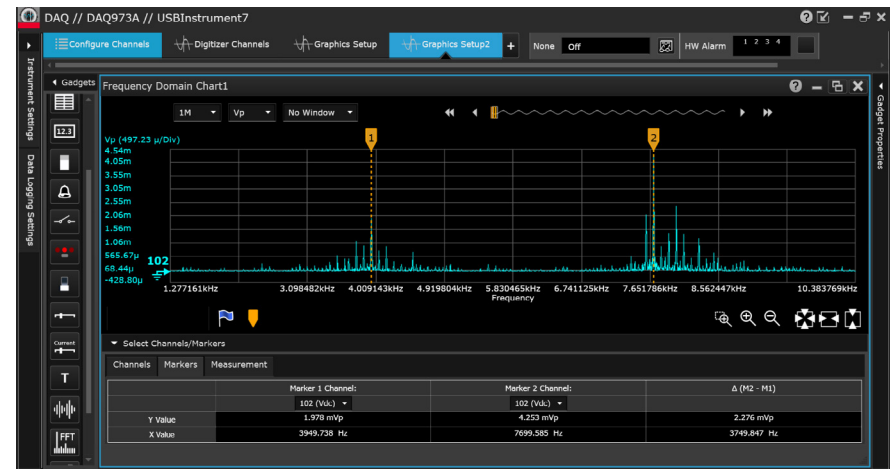 DAQ // DAQ973A // USBInstrument7
Configure Channels
Digitizer Channels
Graphics Setup
Graphics Setup2
+
None
Off
HW Alarm
1 2 3 4
Instrument Settings
Data Logging Settings
Gadgets
Gadget Properties
12.3
Current
T
FFT
Frequency Domain Chart1
1M
Vp
No Window
1
2
Vp (497.23 µ/Div)
4.54m
4.05m
3.55m
3.05m
2.55m
2.06m
1.56m
1.06m
565.67µ
68.44µ
-428.80µ
102
1.277161kHz 3.098482kHz 4.009143kHz 4.919804kHz 5.830465kHz 6.741125kHz 7.651786kHz 8.562447kHz 10.383769kHz
Frequency
Select Channels/Markers
Channels Markers Measurement
Marker 1 Channel: Marker 2 Channel: Δ (M2 - M1)
102 (Vdc) 102 (Vdc)
Y Value 1.978 mVp 4.253 mVp 2.276 mVp
X Value 3949.738 Hz 7699.585 Hz 3749.847 Hz